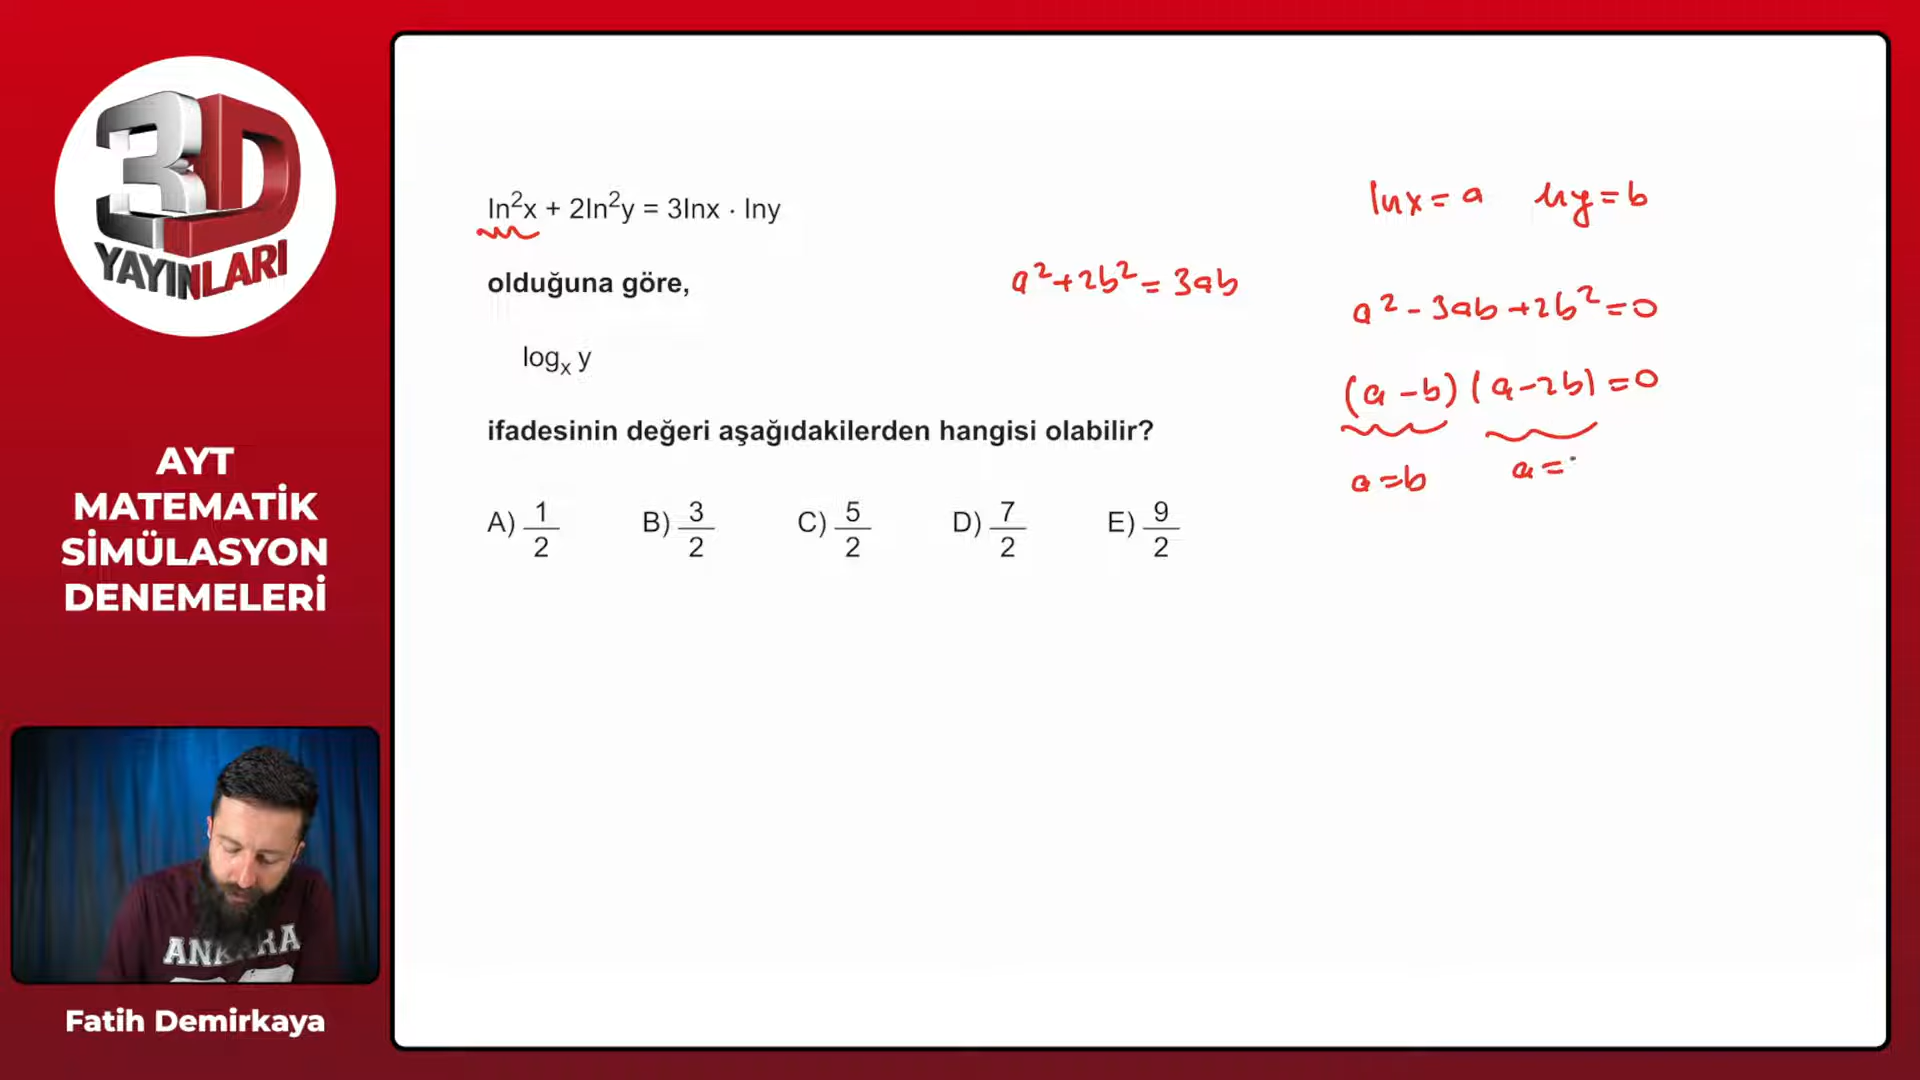 3D
YAYINLARI
AYT
MATEMATİK
SİMÜLASYON
DENEMELERİ
ANKARA
Fatih Demirkaya
ln²x + 2ln²y = 3lnx · lny
olduğuna göre,
logₓ y
ifadesinin değeri aşağıdakilerden hangisi olabilir?
A) 1/2 B) 3/2 C) 5/2 D) 7/2 E) 9/2
a²+2b² = 3ab
lnx = a lny = b
a² - 3ab + 2b² = 0
(a - b) (a - 2b) = 0
a = b a =